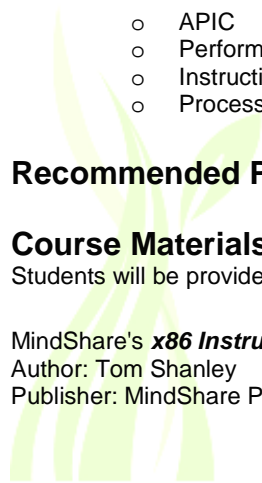 o APIC
o Perform
o Instructi
o Process
Recommended P
Course Materials
Students will be provide
MindShare's x86 Instru
Author: Tom Shanley
Publisher: MindShare P